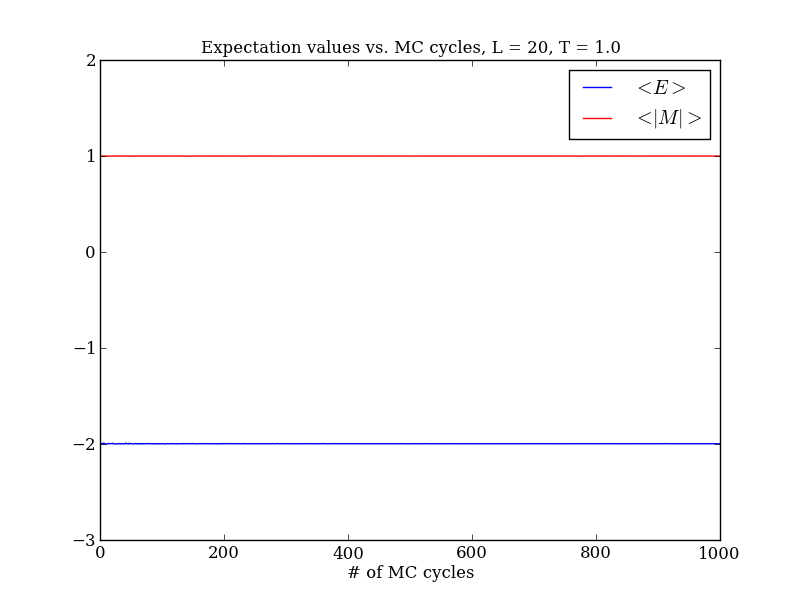 Expectation values vs. MC cycles, L = 20, T = 1.0
2
<E>
<|M|>
1
0
−1
−2
−3
0 200 400 600 800 1000
# of MC cycles